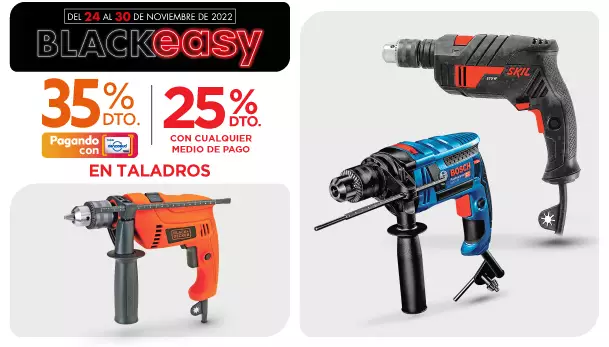 DEL 24 AL 30 DE NOVIEMBRE DE 2022
BLACKeasy
35% DTO.
Pagando con
25% DTO.
CON CUALQUIER MEDIO DE PAGO
EN TALADROS
SKIL
BOSCH